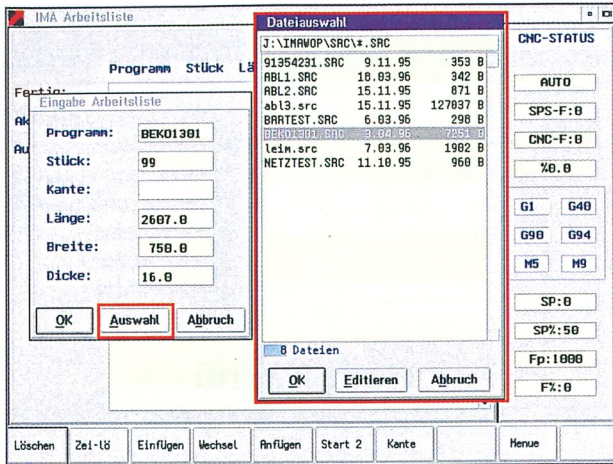 IMA Arbeitsliste
Programm Stück Lä
Fertig:
Ak
Au
Eingabe Arbeitsliste
Programm: BEKO1301
Stück: 99
Kante:
Länge: 2607.0
Breite: 750.0
Dicke: 16.0
OK Auswahl Abbruch
Dateiauswahl
J:\IMAWOP\SRC\*.SRC
91354231.SRC 9.11.95 353 B
ABL1.SRC 18.03.96 342 B
ABL2.SRC 15.11.95 871 B
abl3.src 15.11.95 127037 B
BRRTEST.SRC 6.03.96 298 B
BEKO1301.SRC 3.04.96 7251 B
leim.src 7.03.96 1902 B
NETZTEST.SRC 11.10.95 960 B
8 Dateien
OK Editieren Abbruch
CNC-STATUS
AUTO
SPS-F:0
CNC-F:0
%0.0
G1 G40
G90 G94
M5 M9
SP:0
SP%:50
Fp:1000
F%:0
Löschen Zei-lö Einfügen Wechsel Anfügen Start 2 Kante Menue